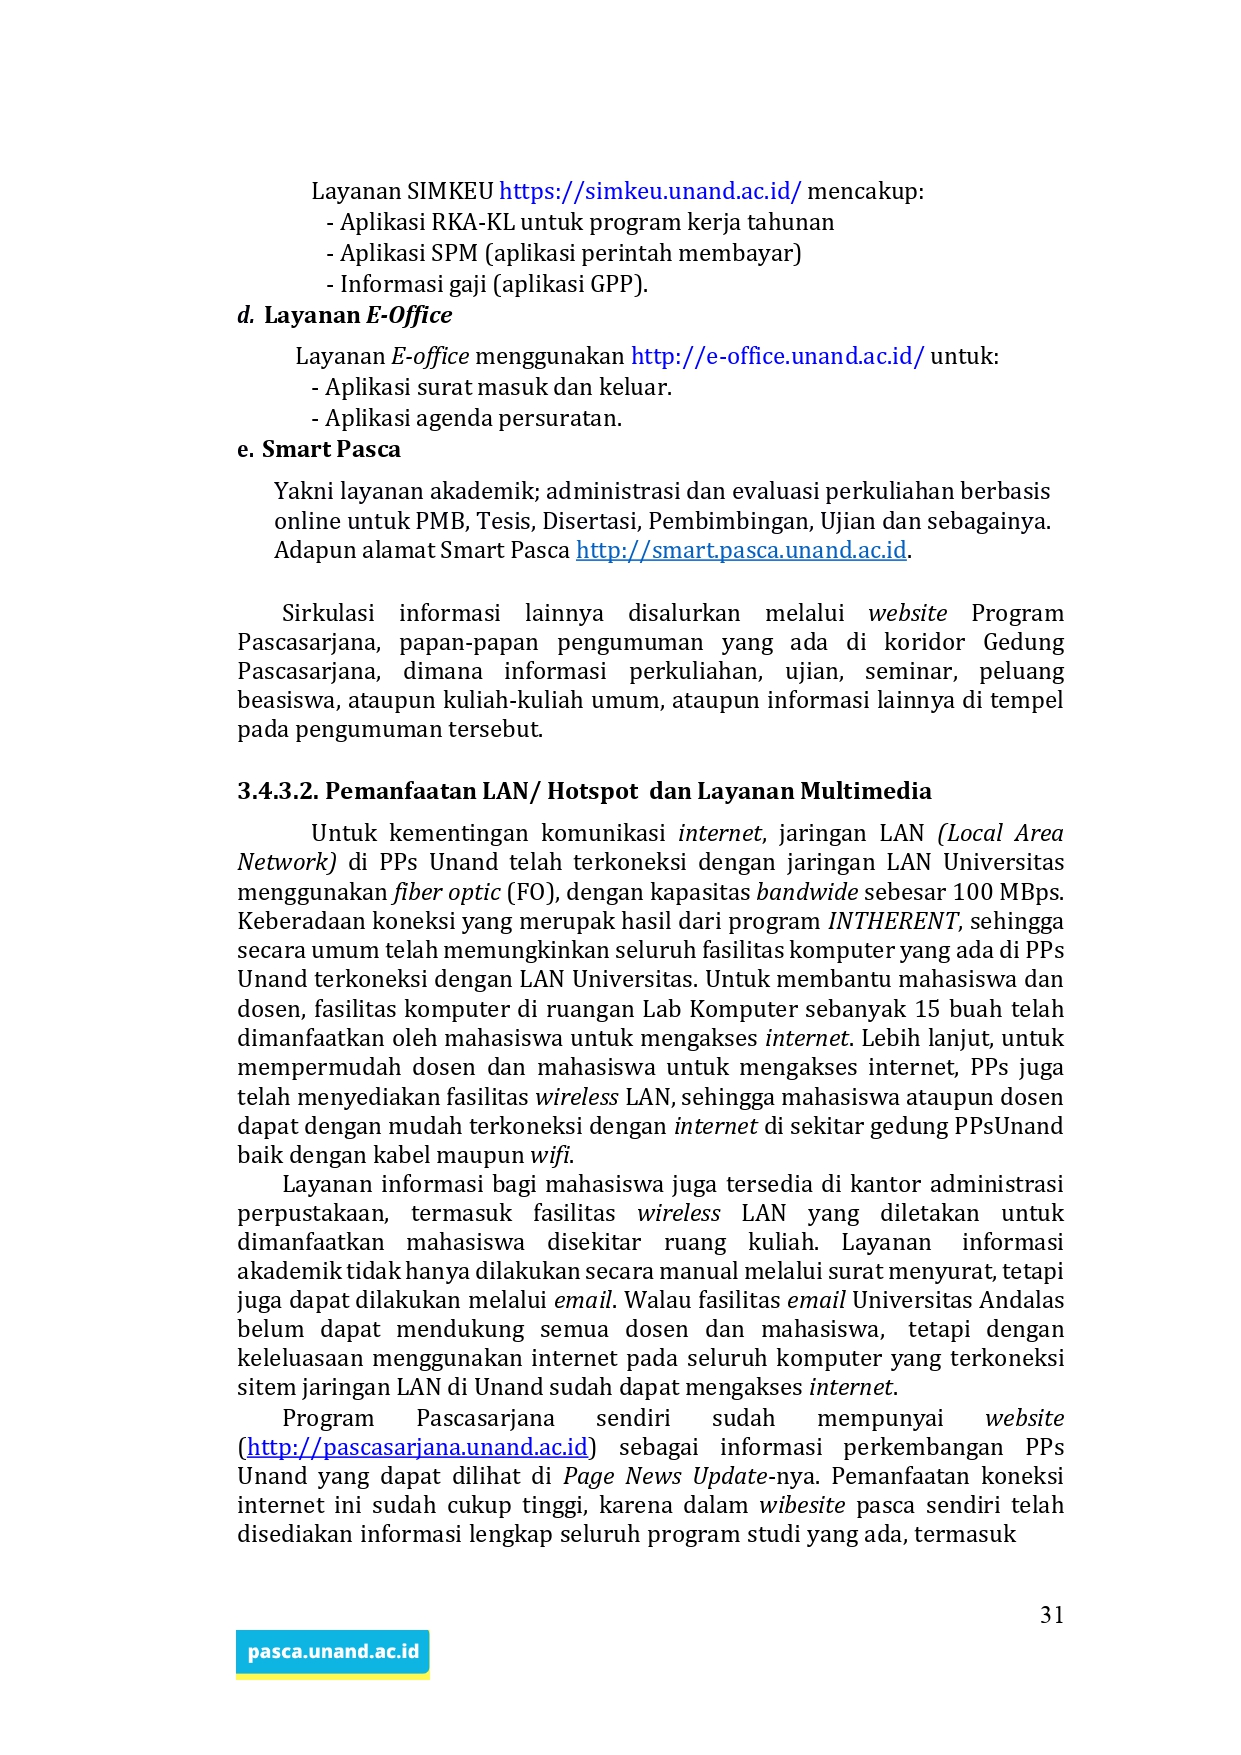 Layanan SIMKEU https://simkeu.unand.ac.id/ mencakup:
- Aplikasi RKA-KL untuk program kerja tahunan
- Aplikasi SPM (aplikasi perintah membayar)
- Informasi gaji (aplikasi GPP).
d. Layanan E-Office
Layanan E-office menggunakan http://e-office.unand.ac.id/ untuk:
- Aplikasi surat masuk dan keluar.
- Aplikasi agenda persuratan.
e. Smart Pasca
Yakni layanan akademik; administrasi dan evaluasi perkuliahan berbasis
online untuk PMB, Tesis, Disertasi, Pembimbingan, Ujian dan sebagainya.
Adapun alamat Smart Pasca http://smart.pasca.unand.ac.id.
Sirkulasi informasi lainnya disalurkan melalui website Program
Pascasarjana, papan-papan pengumuman yang ada di koridor Gedung
Pascasarjana, dimana informasi perkuliahan, ujian, seminar, peluang
beasiswa, ataupun kuliah-kuliah umum, ataupun informasi lainnya di tempel
pada pengumuman tersebut.
3.4.3.2. Pemanfaatan LAN/ Hotspot dan Layanan Multimedia
Untuk kementingan komunikasi internet, jaringan LAN (Local Area
Network) di PPs Unand telah terkoneksi dengan jaringan LAN Universitas
menggunakan fiber optic (FO), dengan kapasitas bandwide sebesar 100 MBps.
Keberadaan koneksi yang merupak hasil dari program INTHERENT, sehingga
secara umum telah memungkinkan seluruh fasilitas komputer yang ada di PPs
Unand terkoneksi dengan LAN Universitas. Untuk membantu mahasiswa dan
dosen, fasilitas komputer di ruangan Lab Komputer sebanyak 15 buah telah
dimanfaatkan oleh mahasiswa untuk mengakses internet. Lebih lanjut, untuk
mempermudah dosen dan mahasiswa untuk mengakses internet, PPs juga
telah menyediakan fasilitas wireless LAN, sehingga mahasiswa ataupun dosen
dapat dengan mudah terkoneksi dengan internet di sekitar gedung PPsUnand
baik dengan kabel maupun wifi.
Layanan informasi bagi mahasiswa juga tersedia di kantor administrasi
perpustakaan, termasuk fasilitas wireless LAN yang diletakan untuk
dimanfaatkan mahasiswa disekitar ruang kuliah. Layanan informasi
akademik tidak hanya dilakukan secara manual melalui surat menyurat, tetapi
juga dapat dilakukan melalui email. Walau fasilitas email Universitas Andalas
belum dapat mendukung semua dosen dan mahasiswa, tetapi dengan
keleluasaan menggunakan internet pada seluruh komputer yang terkoneksi
sitem jaringan LAN di Unand sudah dapat mengakses internet.
Program Pascasarjana sendiri sudah mempunyai website
(http://pascasarjana.unand.ac.id) sebagai informasi perkembangan PPs
Unand yang dapat dilihat di Page News Update-nya. Pemanfaatan koneksi
internet ini sudah cukup tinggi, karena dalam wibesite pasca sendiri telah
disediakan informasi lengkap seluruh program studi yang ada, termasuk
31
pasca.unand.ac.id